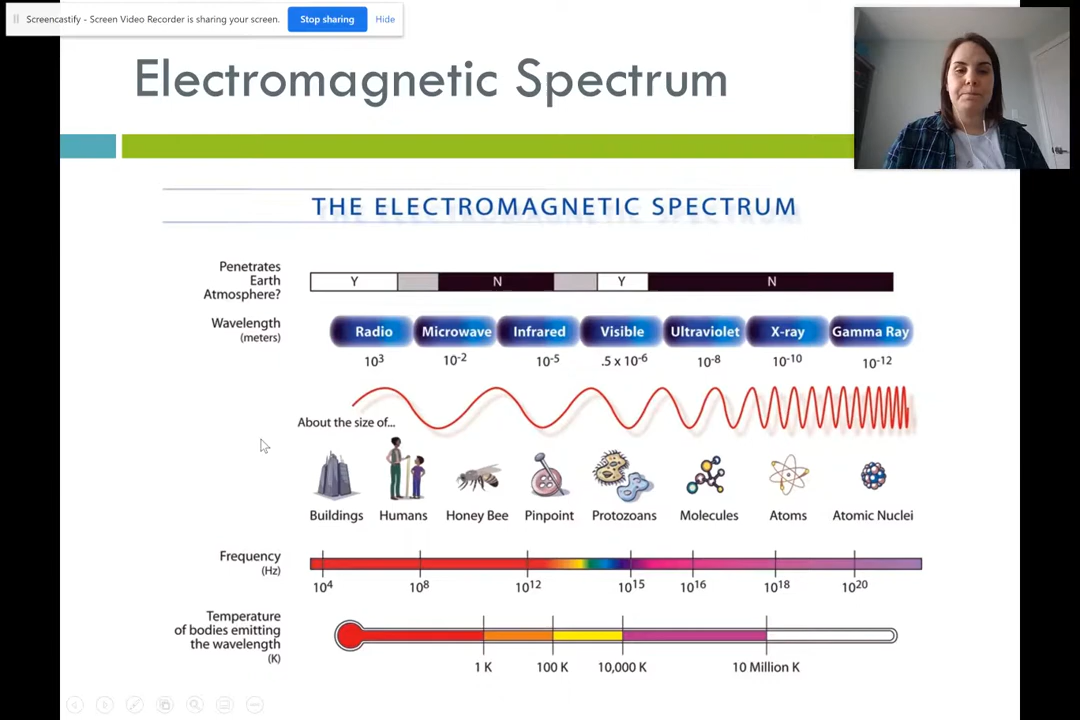 Screencastify - Screen Video Recorder is sharing your screen. Stop sharing Hide
Electromagnetic Spectrum
THE ELECTROMAGNETIC SPECTRUM
Penetrates
Earth
Atmosphere?
Y N Y N
Wavelength
(meters)
Radio Microwave Infrared Visible Ultraviolet X-ray Gamma Ray
10³ 10⁻² 10⁻⁵ .5 x 10⁻⁶ 10⁻⁸ 10⁻¹⁰ 10⁻¹²
About the size of...
Buildings Humans Honey Bee Pinpoint Protozoans Molecules Atoms Atomic Nuclei
Frequency
(Hz)
10⁴ 10⁸ 10¹² 10¹⁵ 10¹⁶ 10¹⁸ 10²⁰
Temperature
of bodies emitting
the wavelength
(K)
1 K 100 K 10,000 K 10 Million K